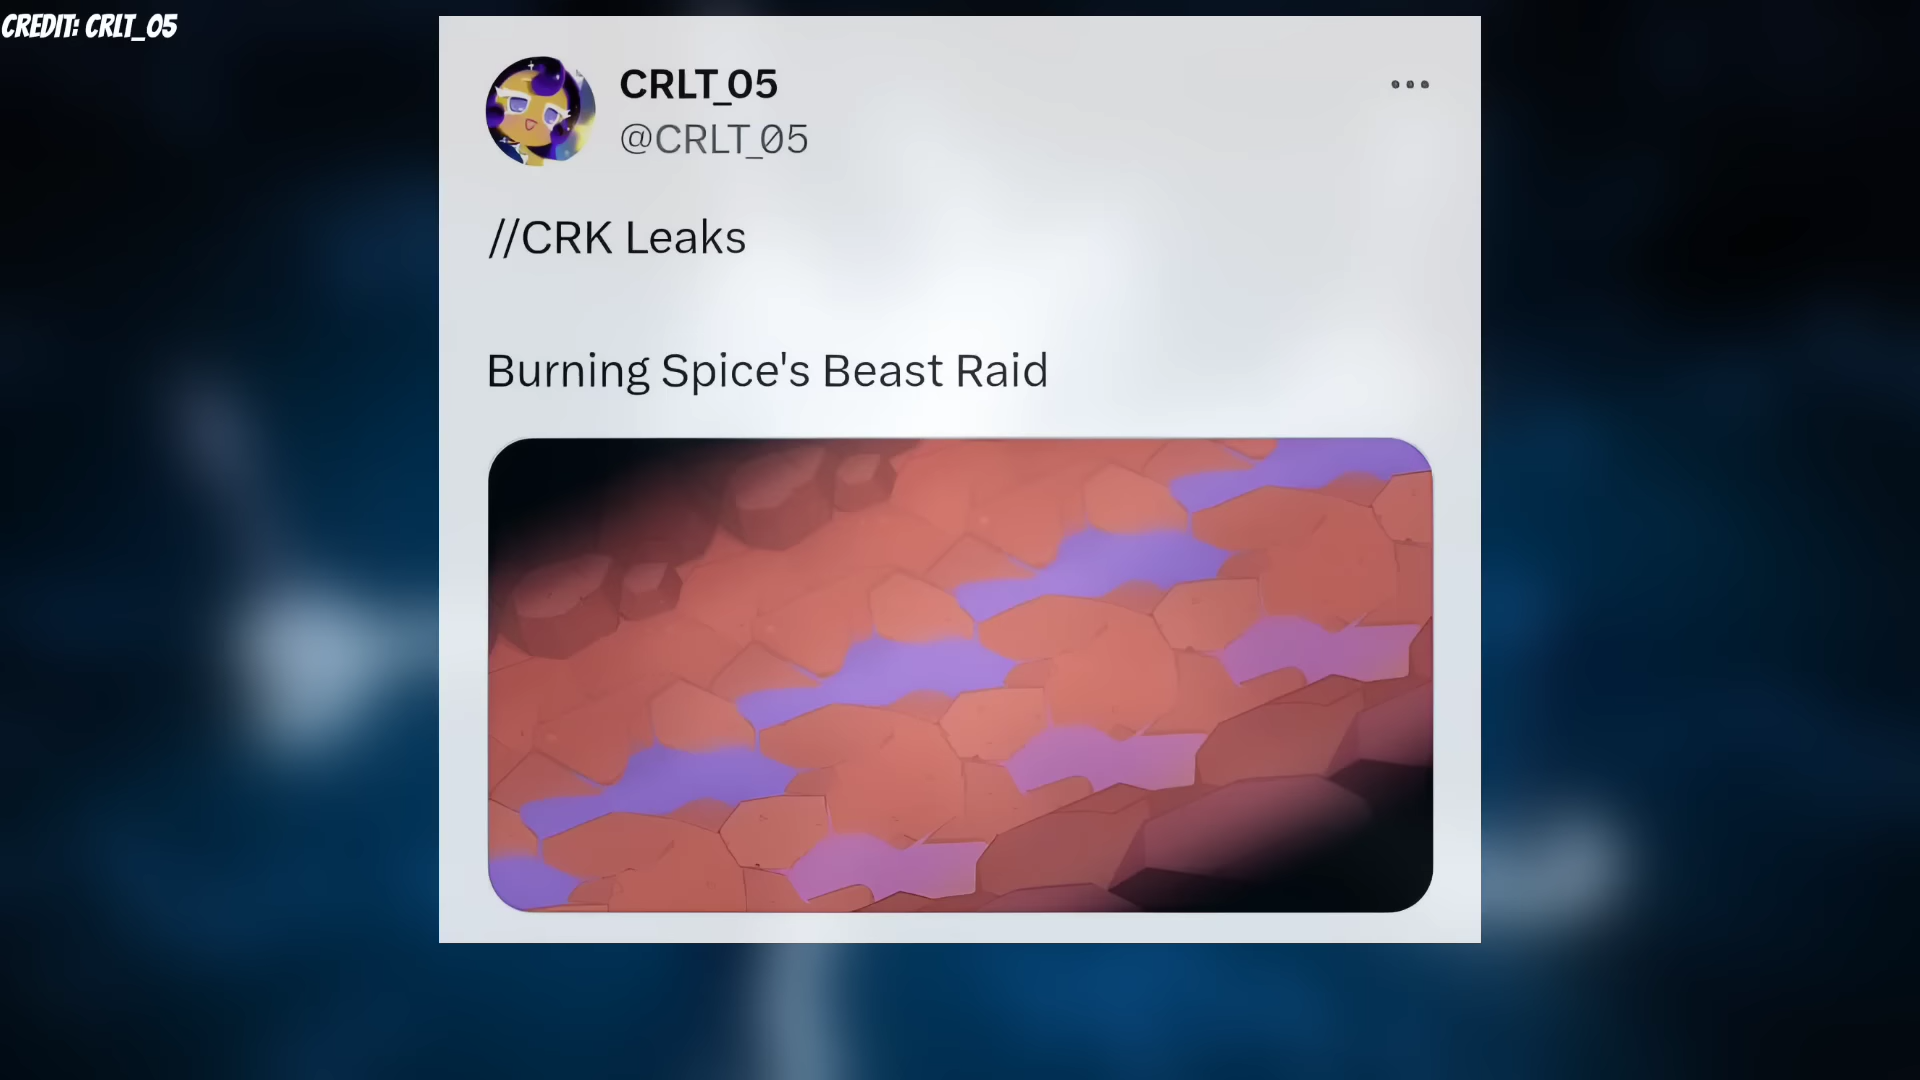 CREDIT: CRLT_05
CRLT_05
@CRLT_05
//CRK Leaks
Burning Spice's Beast Raid